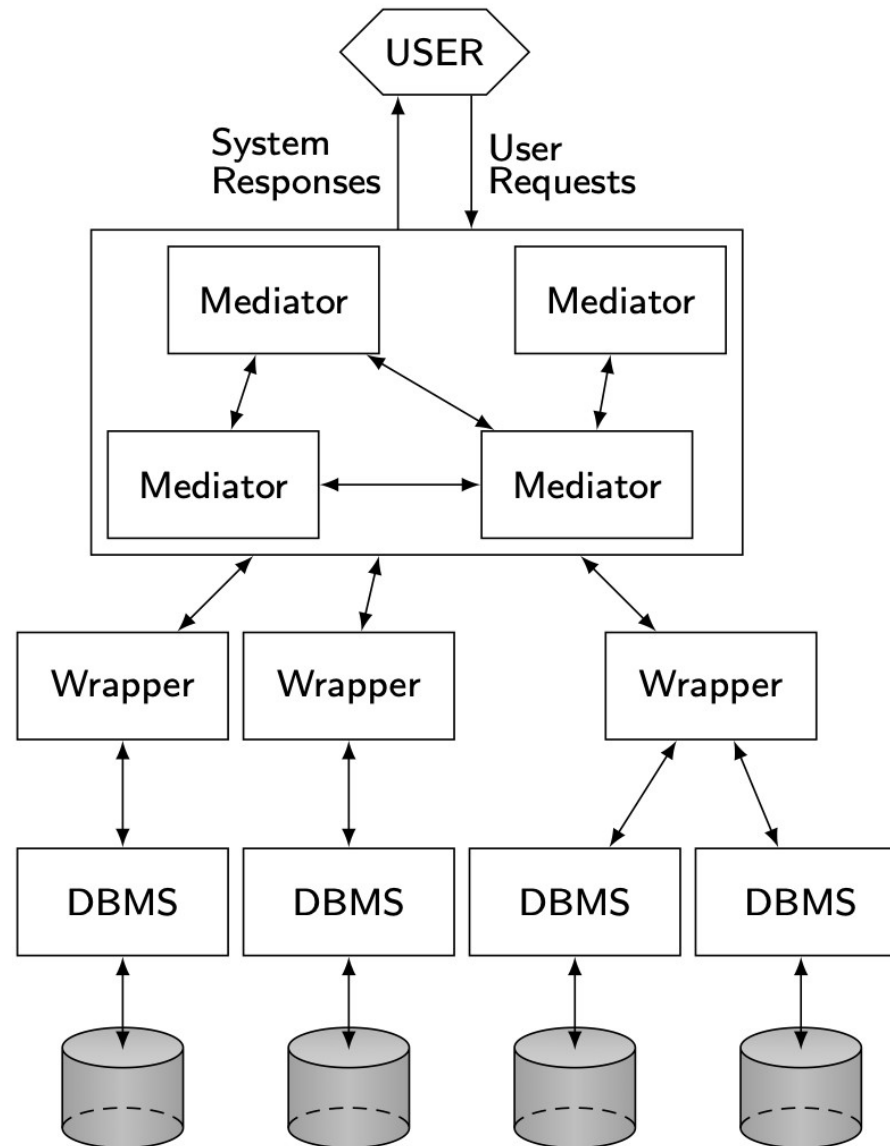 USER
System
Responses
User
Requests
Mediator
Mediator
Mediator
Mediator
Wrapper
Wrapper
Wrapper
DBMS
DBMS
DBMS
DBMS